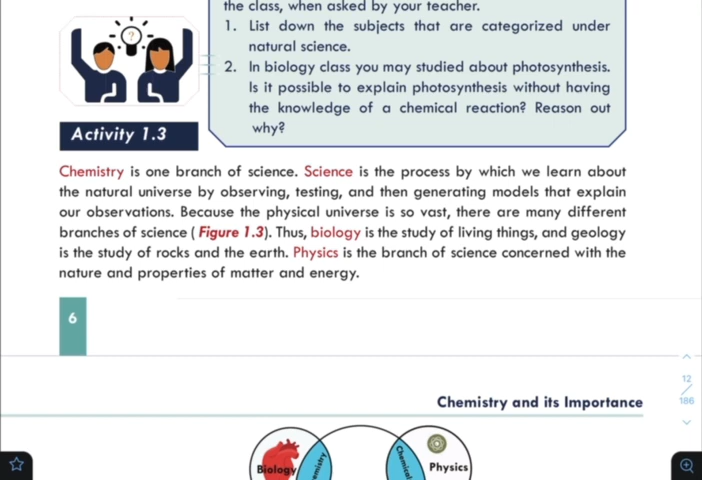 the class, when asked by your teacher.
1. List down the subjects that are categorized under
natural science.
2. In biology class you may studied about photosynthesis.
Is it possible to explain photosynthesis without having
the knowledge of a chemical reaction? Reason out
why?
?
Activity 1.3
Chemistry is one branch of science. Science is the process by which we learn about
the natural universe by observing, testing, and then generating models that explain
our observations. Because the physical universe is so vast, there are many different
branches of science ( Figure 1.3). Thus, biology is the study of living things, and geology
is the study of rocks and the earth. Physics is the branch of science concerned with the
nature and properties of matter and energy.
6
12
/
186
Chemistry and its Importance
Biology
Chemical
Physics